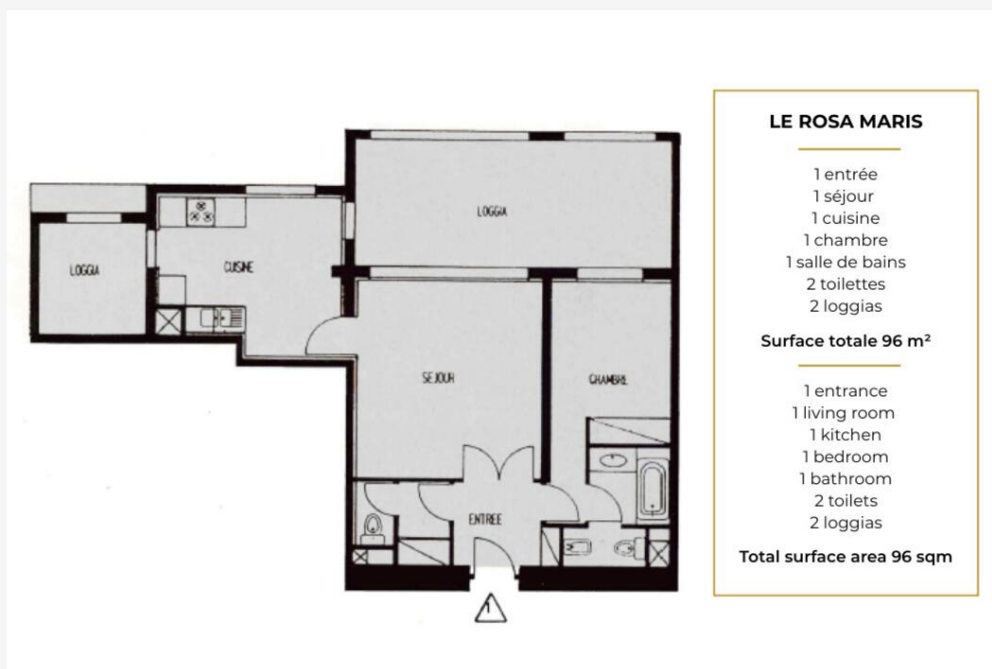 LOGGIA
LOGGIA
CUISINE
SEJOUR
CHAMBRE
ENTREE
1
LE ROSA MARIS
1 entrée
1 séjour
1 cuisine
1 chambre
1 salle de bains
2 toilettes
2 loggias
Surface totale 96 m²
1 entrance
1 living room
1 kitchen
1 bedroom
1 bathroom
2 toilets
2 loggias
Total surface area 96 sqm